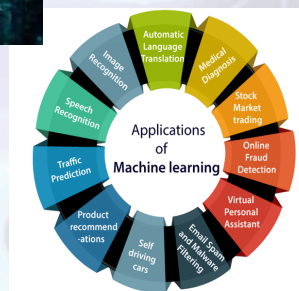 Applications
of
Machine learning
Automatic
Language
Translation
Medical
Diagnosis
Stock
Market
trading
Online
Fraud
Detection
Virtual
Personal
Assistant
Email Spam
and Malware
Filtering
Self
driving
cars
Product
recommend
-ations
Traffic
Prediction
Speech
Recognition
Image
Recognition